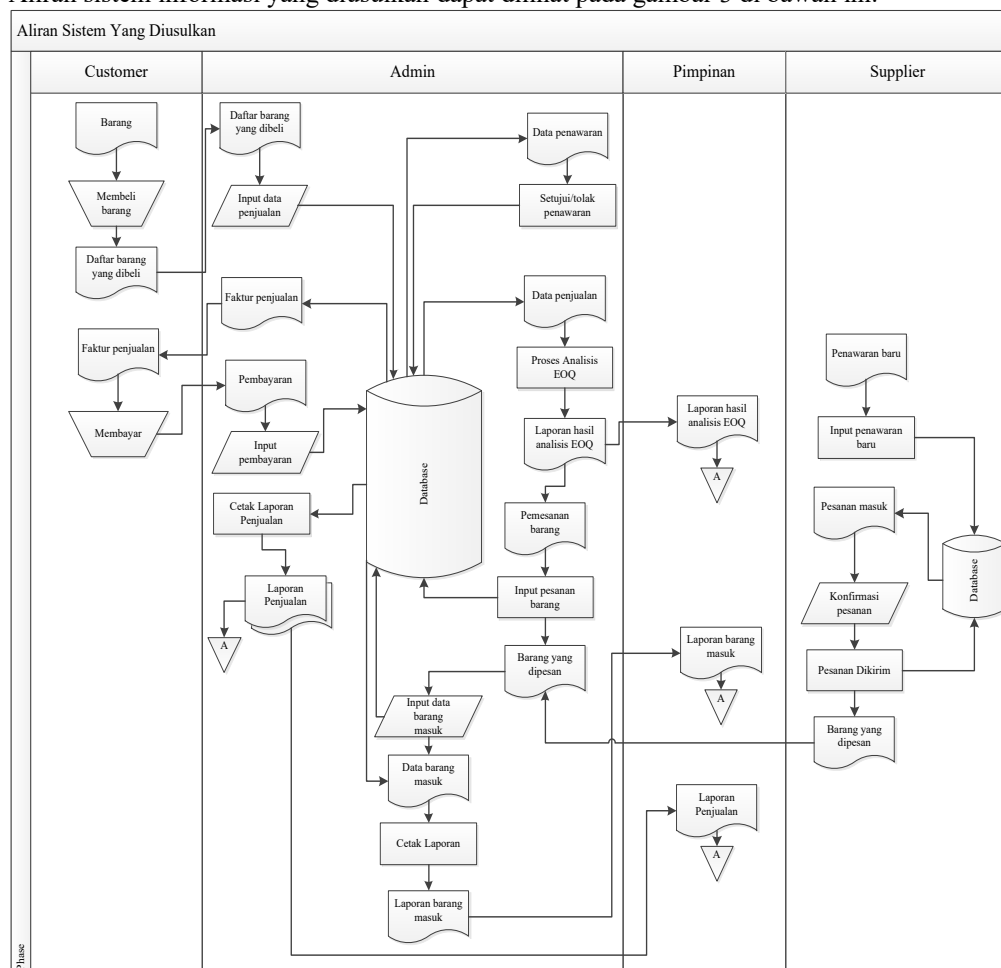 Aliran sistem informasi yang diusulkan dapat dilihat pada gambar 3 di bawah ini.
Aliran Sistem Yang Diusulkan
Customer
Admin
Pimpinan
Supplier
Barang
Membeli
barang
Daftar barang
yang dibeli
Faktur penjualan
Membayar
Daftar barang
yang dibeli
Input data
penjualan
Faktur penjualan
Pembayaran
Input
pembayaran
Cetak Laporan
Penjualan
Laporan
Penjualan
A
Database
Data penawaran
Setujui/tolak
penawaran
Data penjualan
Proses Analisis
EOQ
Laporan hasil
analisis EOQ
Pemesanan
barang
Input pesanan
barang
Barang yang
dipesan
Input data
barang
masuk
Data barang
masuk
Cetak Laporan
Laporan barang
masuk
Laporan hasil
analisis EOQ
A
Laporan barang
masuk
A
Laporan
Penjualan
A
Penawaran baru
Input penawaran
baru
Pesanan masuk
Database
Konfirmasi
pesanan
Pesanan Dikirim
Barang yang
dipesan
Phase